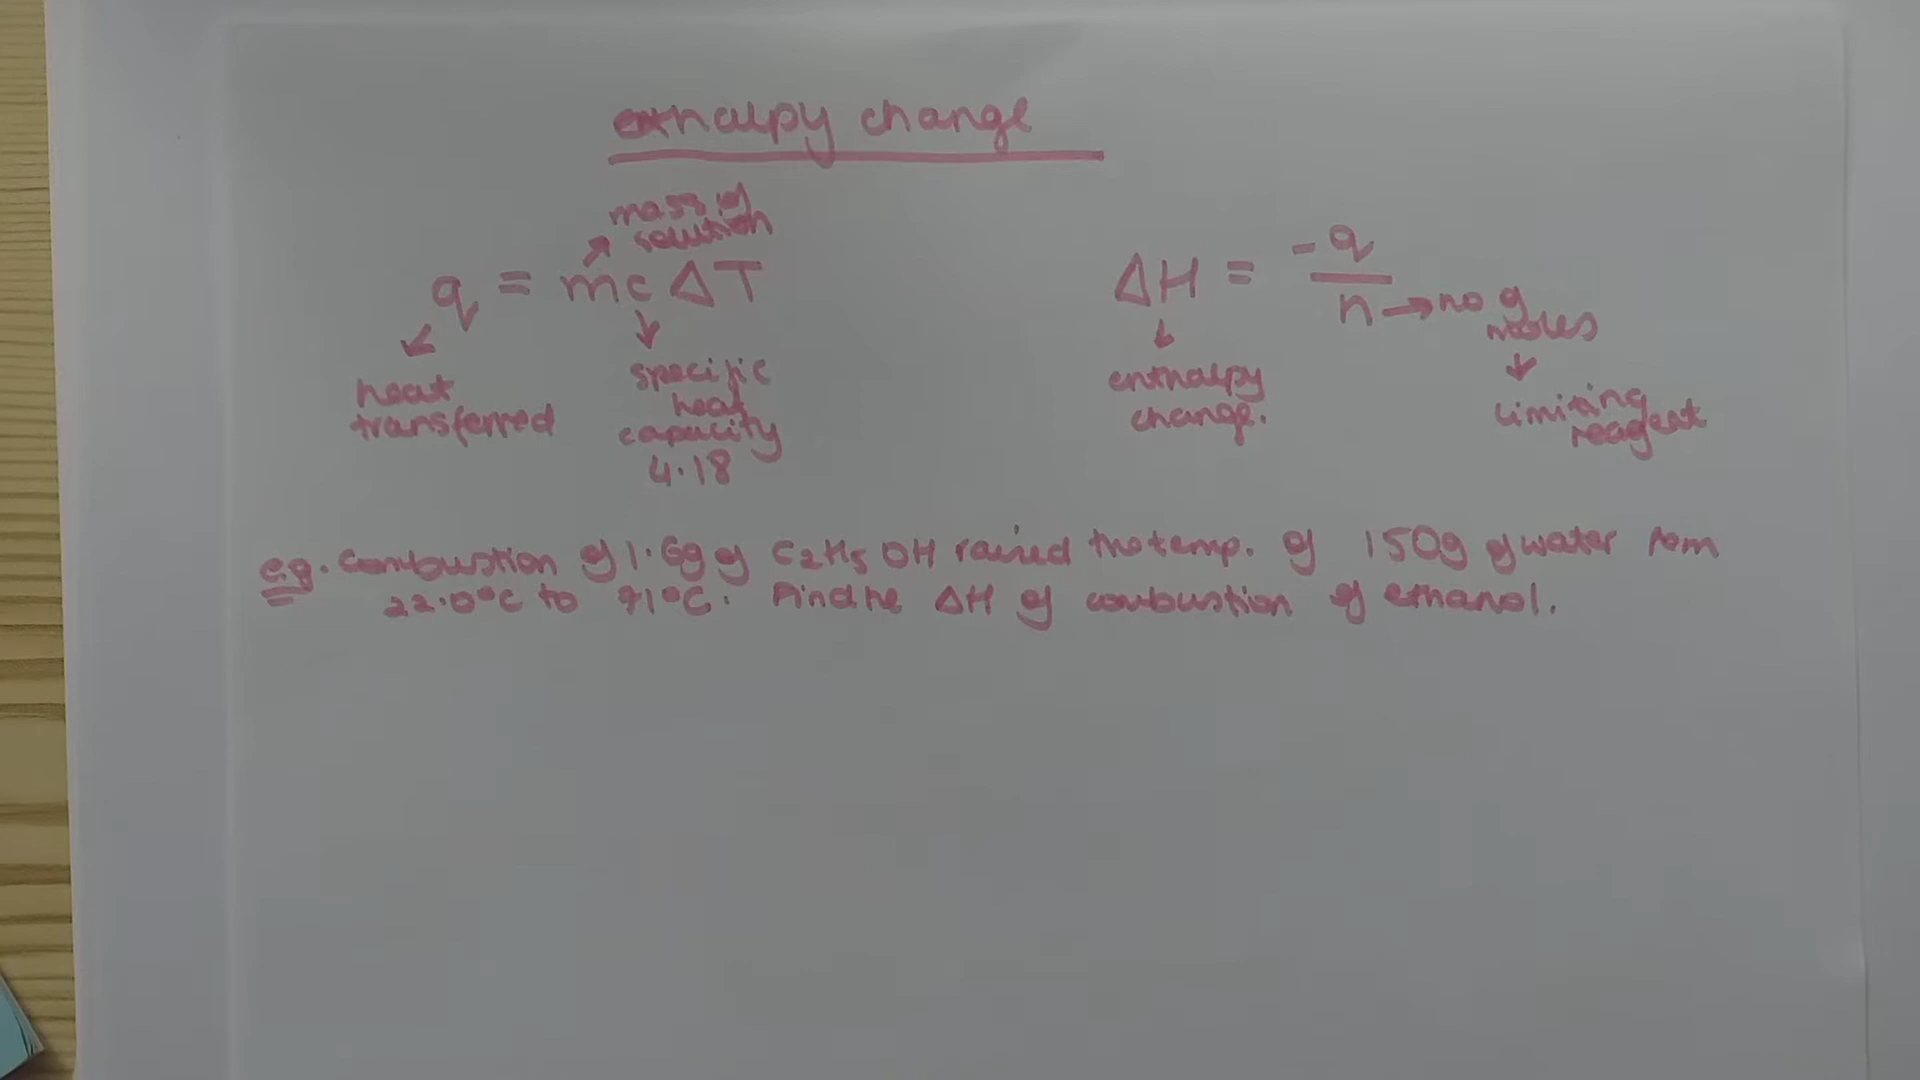 enthalpy change
mass of
solution
q = mc ΔT
heat
transferred
specific
heat
capacity
4.18
ΔH = -q
n → no of
moles
enthalpy
change.
limiting
reagent
e.g. Combustion of 1.6g of C2H5OH raised the temp. of 150g of water from
22.0°C to 71°C. Find the ΔH of combustion of ethanol.